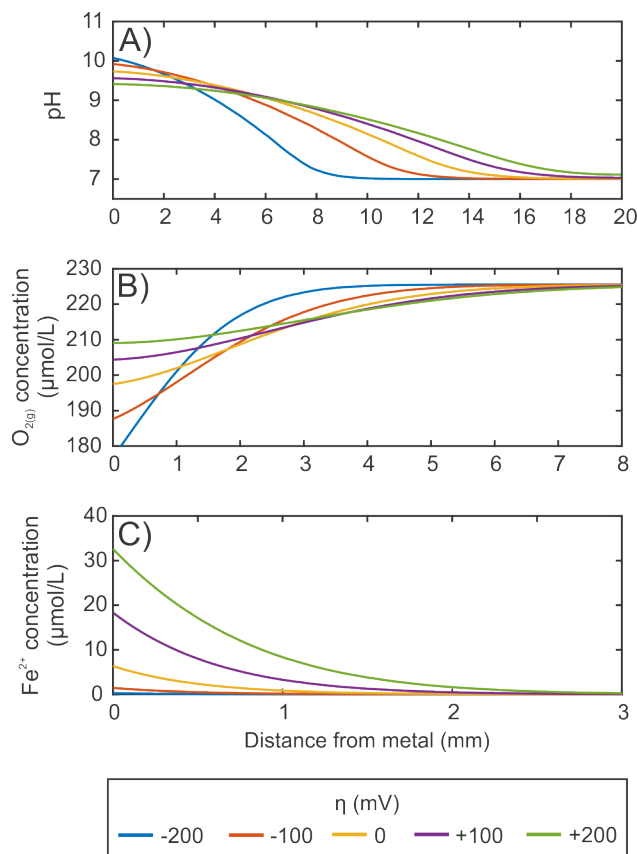 A)
pH
11
10
9
8
7
0 2 4 6 8 10 12 14 16 18 20
B)
O2(g) concentration
(µmol/L)
230
220
210
200
190
180
0 1 2 3 4 5 6 7 8
C)
Fe2+ concentration
(µmol/L)
40
30
20
10
0
0 1 2 3
Distance from metal (mm)
η (mV)
-200 -100 0 +100 +200